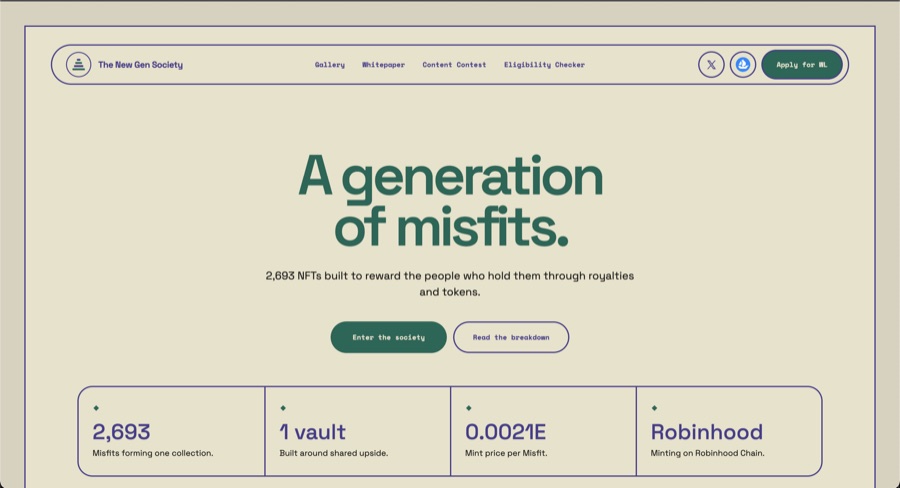 The New Gen Society
Gallery
Whitepaper
Content Contest
Eligibility Checker
Apply for WL
A generation
of misfits.
2,693 NFTs built to reward the people who hold them through royalties
and tokens.
Enter the society
Read the breakdown
2,693
Misfits forming one collection.
1 vault
Built around shared upside.
0.0021E
Mint price per Misfit.
Robinhood
Minting on Robinhood Chain.